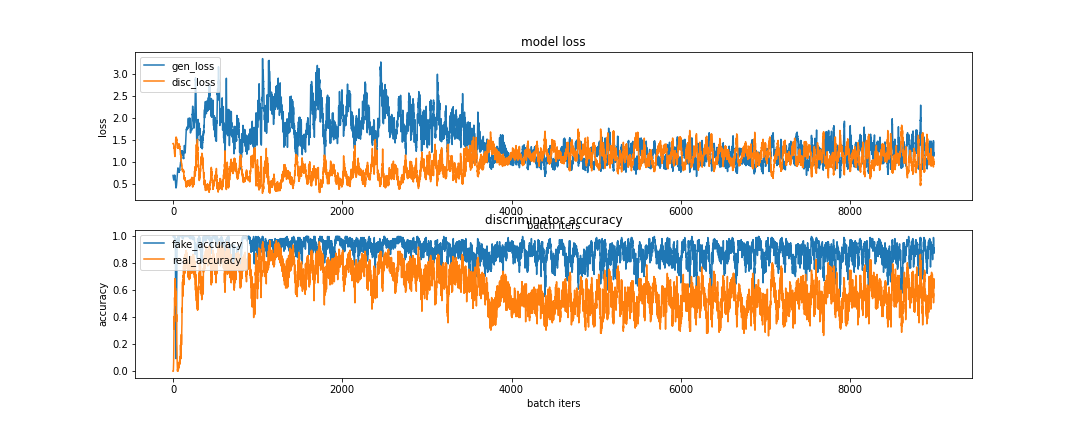 model loss
gen_loss
disc_loss
loss
3.0
2.5
2.0
1.5
1.0
0.5
0 2000 4000 6000 8000
batch iters
discriminator accuracy
fake_accuracy
real_accuracy
accuracy
1.0
0.8
0.6
0.4
0.2
0.0
0 2000 4000 6000 8000
batch iters